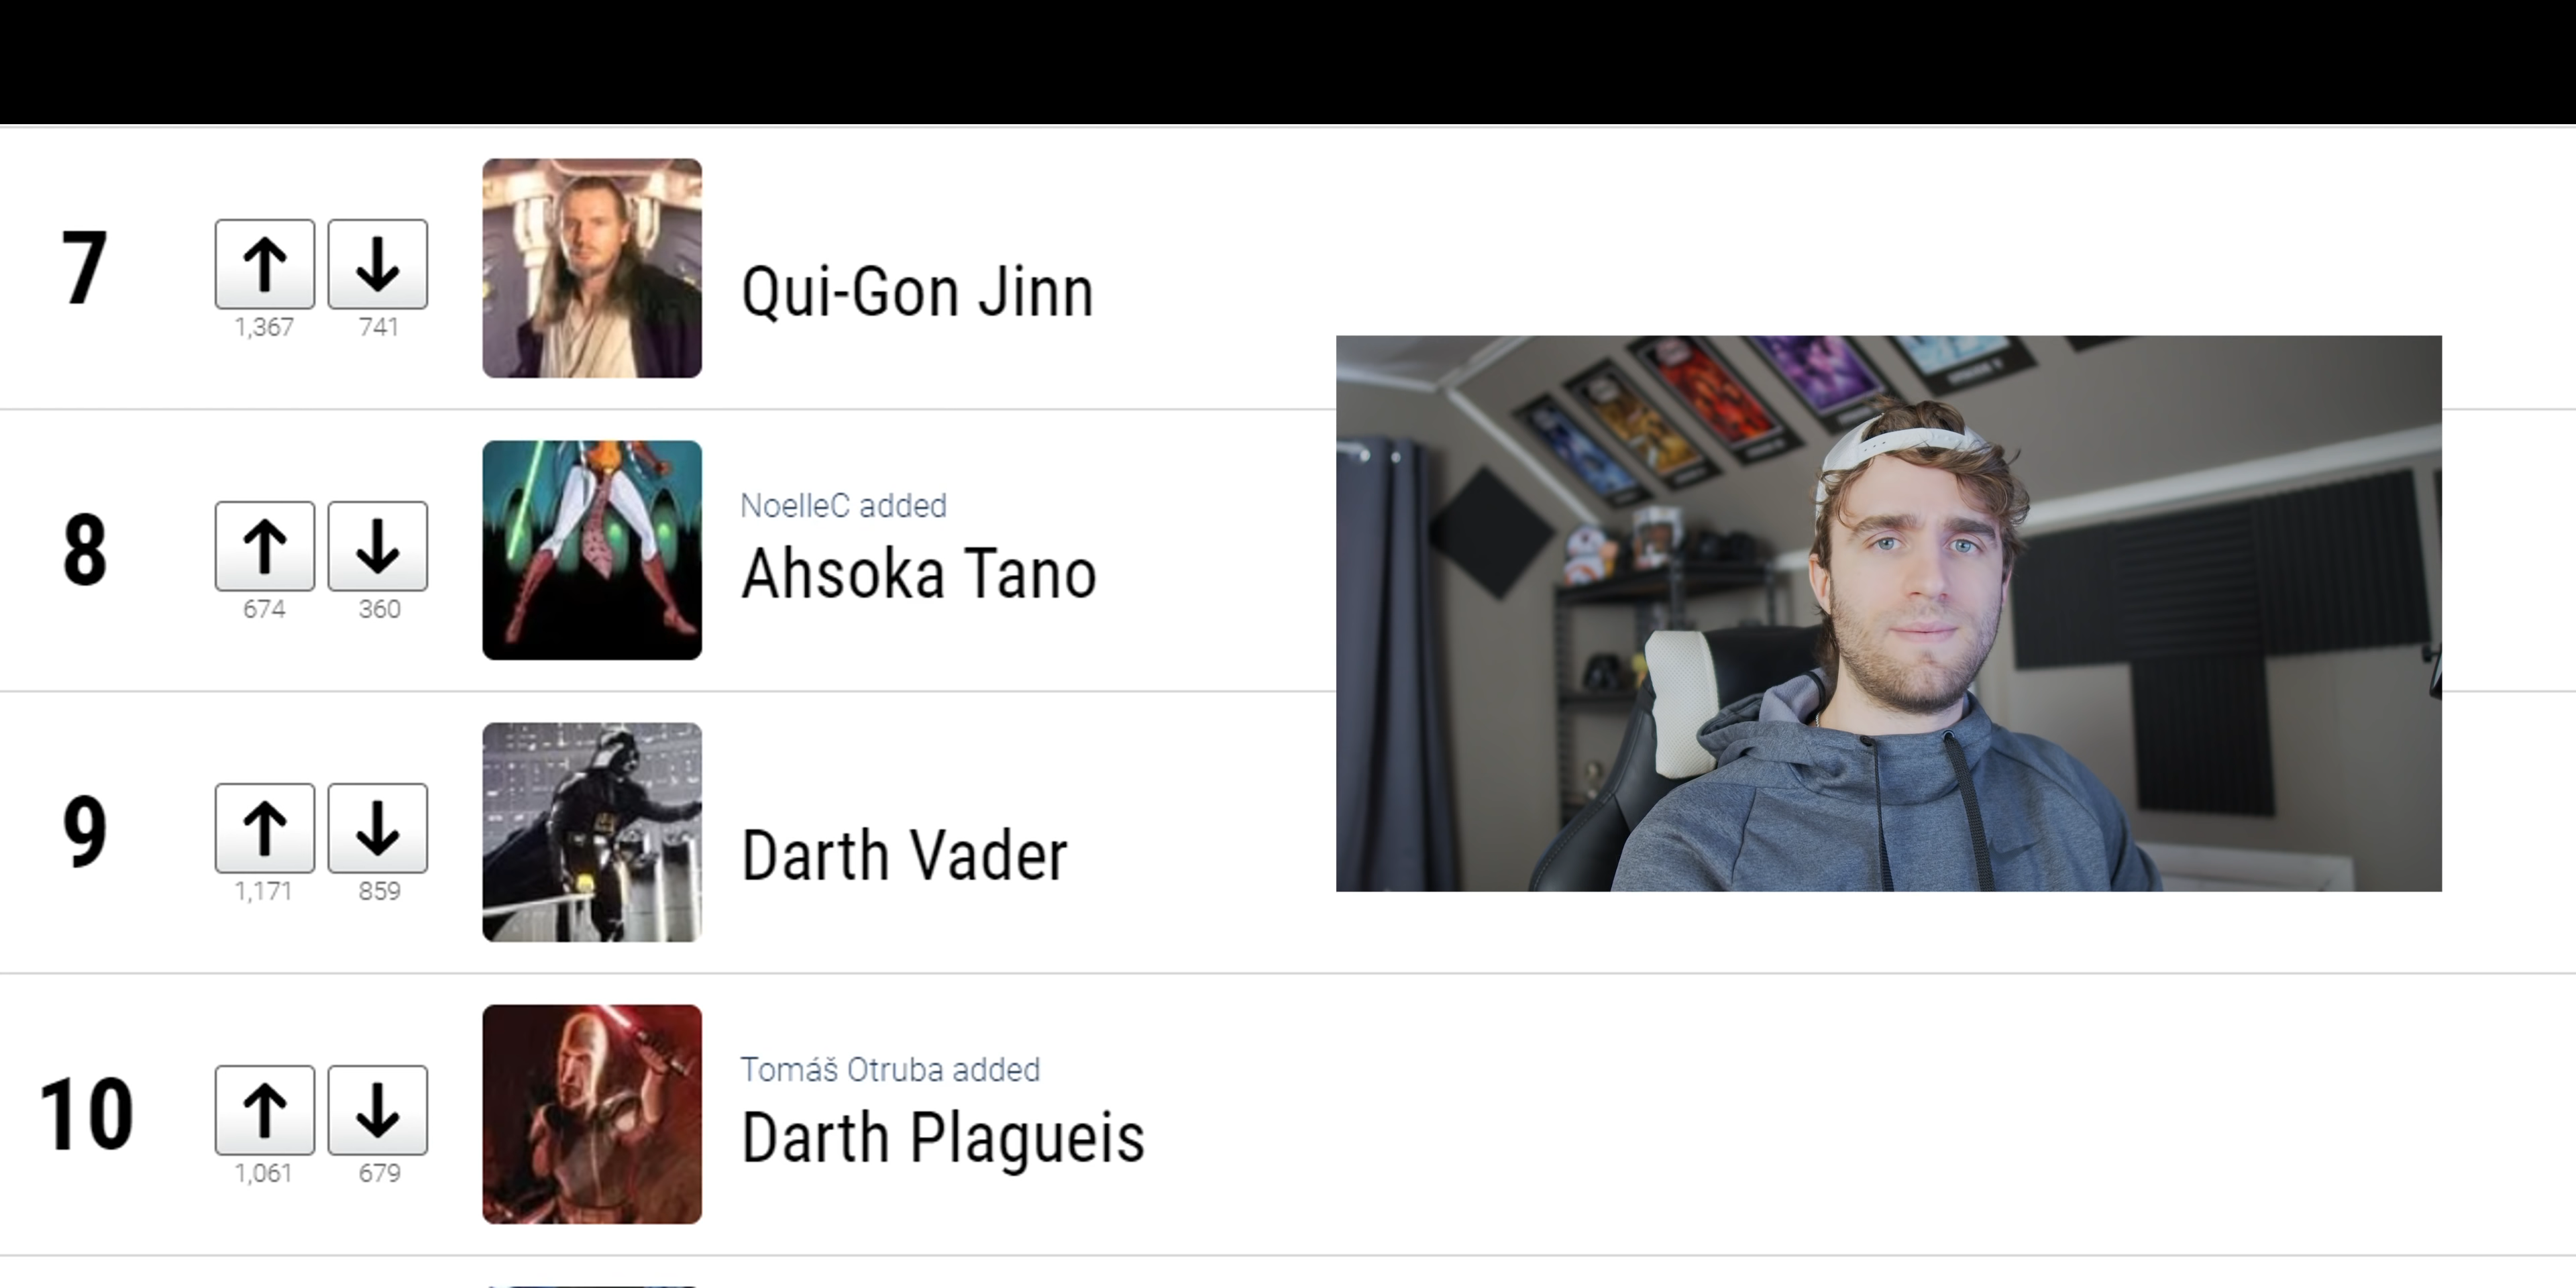 7
1,367
741
Qui-Gon Jinn
8
674
360
NoelleC added
Ahsoka Tano
9
1,171
859
Darth Vader
10
1,061
679
Tomáš Otruba added
Darth Plagueis